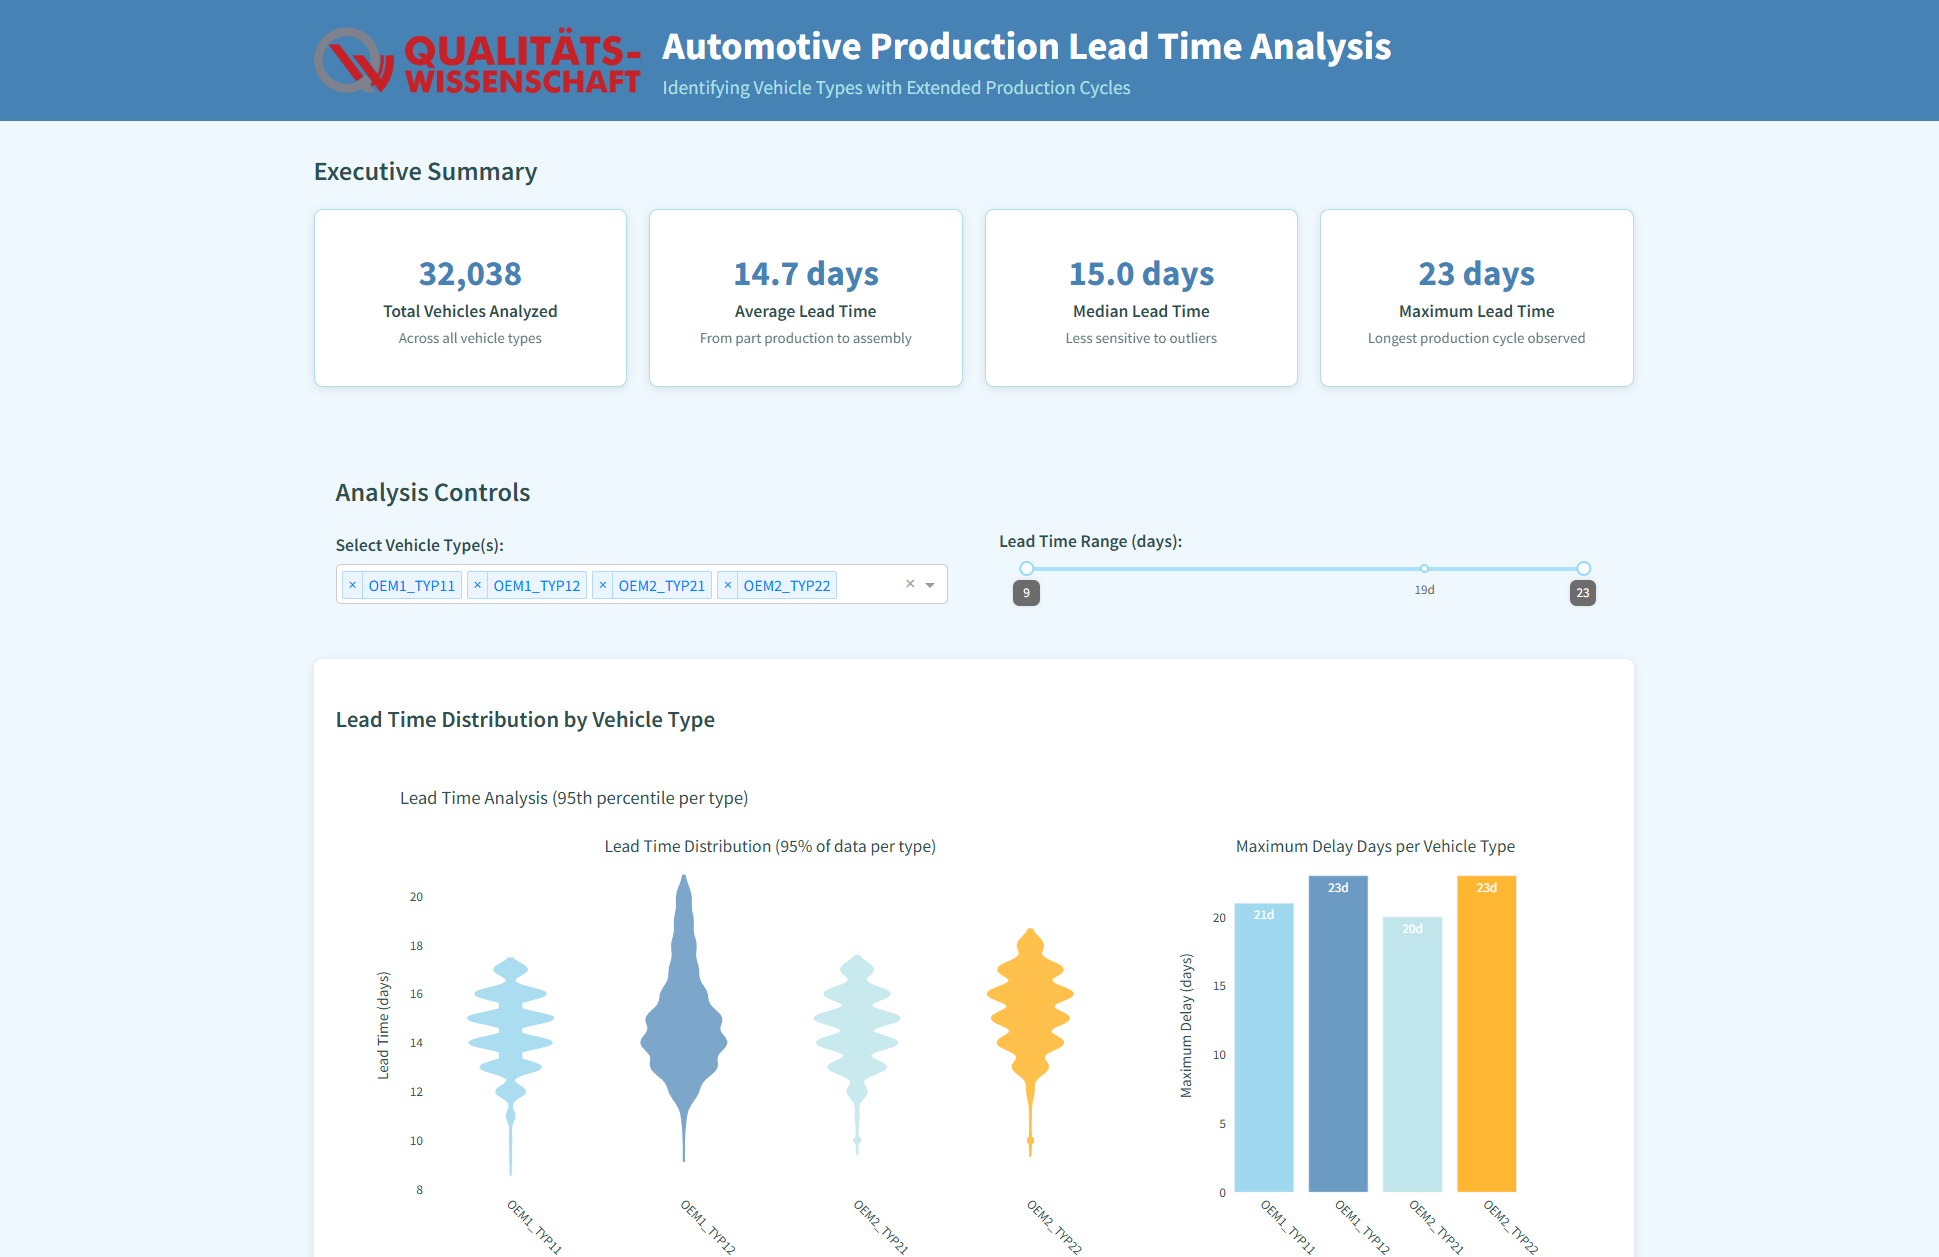 QUALITÄTS-
WISSENSCHAFT
Automotive Production Lead Time Analysis
Identifying Vehicle Types with Extended Production Cycles
Executive Summary
32,038
Total Vehicles Analyzed
Across all vehicle types
14.7 days
Average Lead Time
From part production to assembly
15.0 days
Median Lead Time
Less sensitive to outliers
23 days
Maximum Lead Time
Longest production cycle observed
Analysis Controls
Select Vehicle Type(s):
× OEM1_TYP11 × OEM1_TYP12 × OEM2_TYP21 × OEM2_TYP22 ×
Lead Time Range (days):
19d
9
23
Lead Time Distribution by Vehicle Type
Lead Time Analysis (95th percentile per type)
Lead Time Distribution (95% of data per type)
Lead Time (days)
20
18
16
14
12
10
8
OEM1_TYP11
OEM1_TYP12
OEM2_TYP21
OEM2_TYP22
Maximum Delay Days per Vehicle Type
Maximum Delay (days)
20
15
10
5
0
21d
23d
20d
23d
OEM1_TYP11
OEM1_TYP12
OEM2_TYP21
OEM2_TYP22